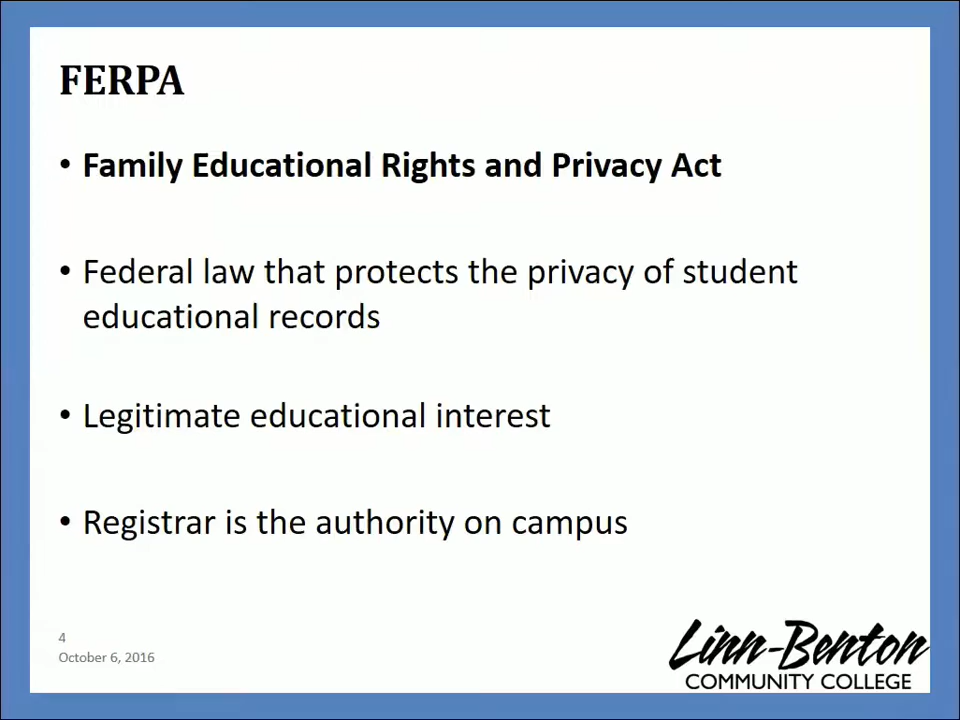 FERPA
• Family Educational Rights and Privacy Act
• Federal law that protects the privacy of student
educational records
• Legitimate educational interest
• Registrar is the authority on campus
4
October 6, 2016
Linn-Benton
COMMUNITY COLLEGE